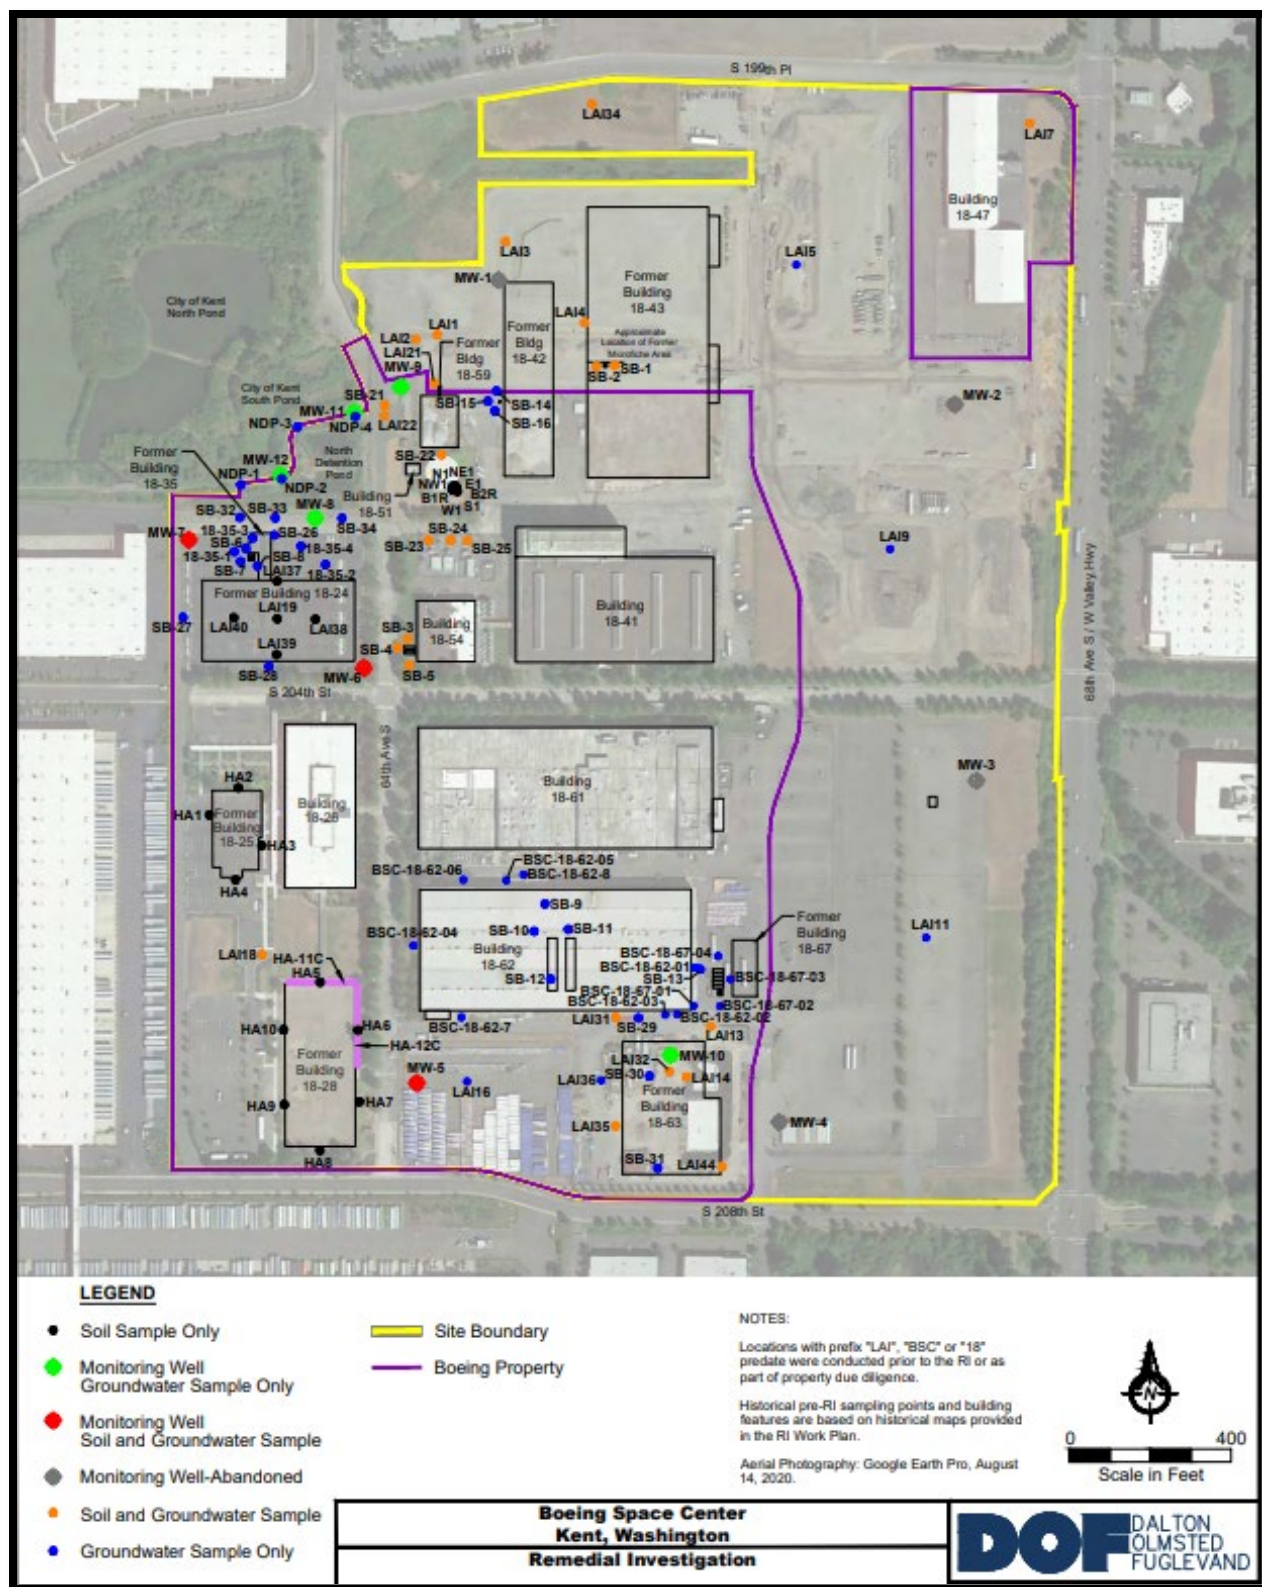 S 199th Pl
LAI34
LAI7
Building
18-47
LAI3
LAI5
MW-1
Former
Building
18-43
City of Kent
North Pond
LAI4
LAI1
LAI2
Former
Bldg
18-42
Approximate
Location of Former
Microfiche Area
LAI21
Former
Bldg
18-59
MW-9
SB-1
SB-2
City of Kent
South Pond
SB-21
MW-2
SB-15
SB-14
MW-11
SB-16
NDP-3
NDP-4
LAI22
Former
Building
18-35
MW-12
North
Detention
Pond
SB-22
NDP-1
NDP-2
N1
NE1
NW1
E1
B1R
B2R
S1
W1
Building
18-51
SB-32
SB-33
MW-8
SB-34
MW-7
18-35-3
SB-26
SB-24
LAI9
SB-6
18-35-4
SB-23
SB-25
18-35-1
SB-8
SB-7
LAI37
18-35-2
Former Building 18-24
LAI19
Building
18-41
SB-27
LAI40
LAI38
SB-3
Building
18-54
LAI39
SB-4
SB-28
MW-6
SB-5
S 204th St
68th Ave S / W Valley Hwy
64th Ave S
MW-3
HA2
Building
18-61
HA1
Former
Building
18-25
Building
18-26
HA3
HA4
BSC-18-62-05
BSC-18-62-06
BSC-18-62-8
SB-9
Former
Building
18-67
LAI11
BSC-18-62-04
SB-10
SB-11
Building
18-62
LAI18
HA-11C
BSC-18-67-04
HA5
BSC-18-62-01
SB-12
SB-13
BSC-18-67-03
BSC-18-67-01
BSC-18-62-03
BSC-18-67-02
BSC-18-62-7
LAI31
SB-29
BSC-18-62-02
HA10
HA6
LAI13
HA-12C
Former
Building
18-28
LAI32
MW-10
MW-5
LAI16
LAI36
SB-30
LAI14
HA9
HA7
Former
Building
18-63
LAI35
MW-4
HA8
SB-31
LAI44
S 208th St
LEGEND
Soil Sample Only
Monitoring Well
Groundwater Sample Only
Monitoring Well
Soil and Groundwater Sample
Monitoring Well-Abandoned
Soil and Groundwater Sample
Groundwater Sample Only
Site Boundary
Boeing Property
NOTES:
Locations with prefix "LAI", "BSC" or "18"
predate were conducted prior to the RI or as
part of property due diligence.
Historical pre-RI sampling points and building
features are based on historical maps provided
in the RI Work Plan.
Aerial Photography: Google Earth Pro, August
14, 2020.
N
0 400
Scale in Feet
Boeing Space Center
Kent, Washington
Remedial Investigation
DOF
DALTON
OLMSTED
FUGLEVAND